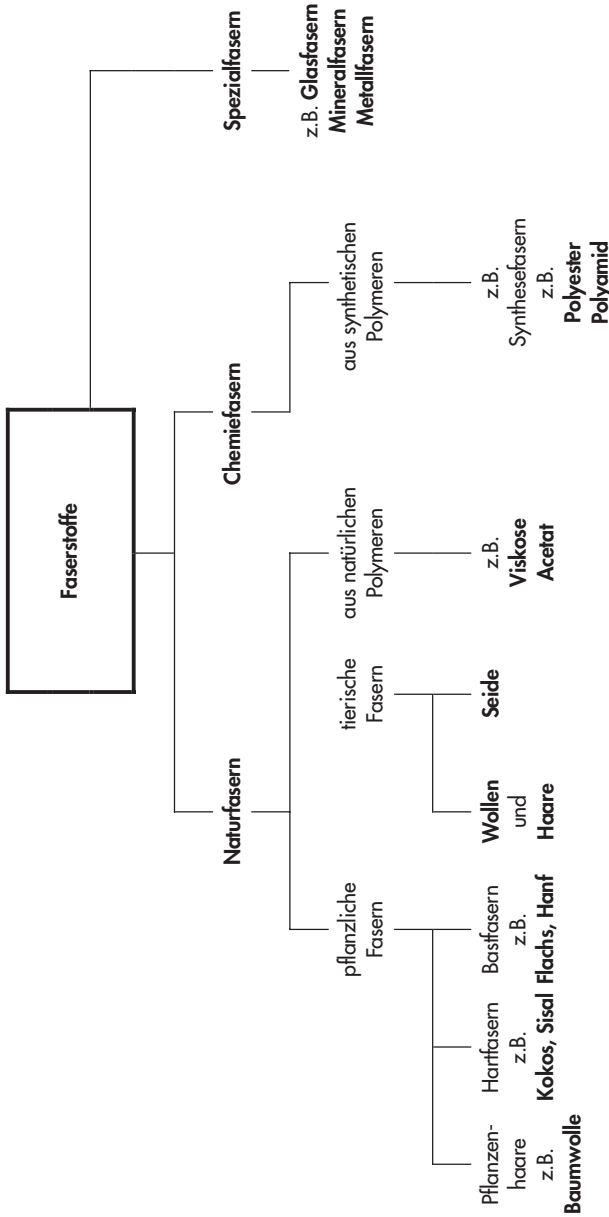 Faserstoffe
Naturfasern
Chemiefasern
Spezialfasern
z.B. Glasfasern
Mineralfasern
Metallfasern
pflanzliche
Fasern
tierische
Fasern
aus natürlichen
Polymeren
aus synthetischen
Polymeren
Pflanzen-
haare
z.B.
Baumwolle
Hartfasern
z.B.
Kokos, Sisal
Bastfasern
z.B.
Flachs, Hanf
Wollen
und
Haare
Seide
z.B.
Viskose
Acetat
z.B.
Synthesefasern
z.B.
Polyester
Polyamid